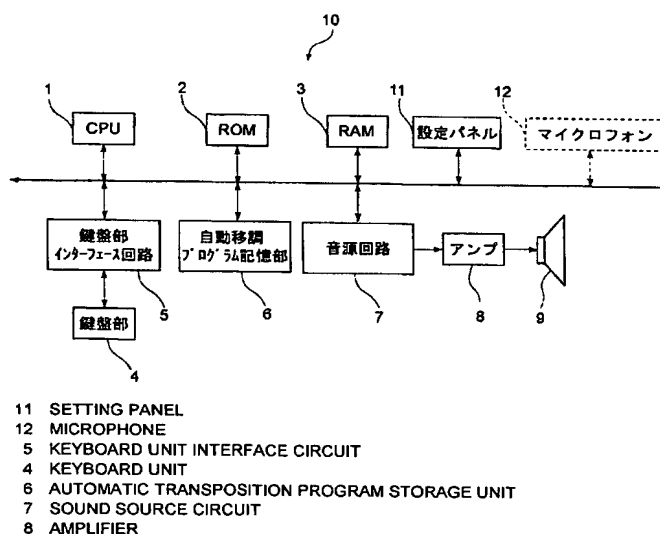 10
1
2
3
11
12
CPU
ROM
RAM
設定パネル
マイクロフォン
鍵盤部
インターフェース回路
自動移調
プログラム記憶部
音源回路
アンプ
5
6
7
8
9
鍵盤部
4
11 SETTING PANEL
12 MICROPHONE
5 KEYBOARD UNIT INTERFACE CIRCUIT
4 KEYBOARD UNIT
6 AUTOMATIC TRANSPOSITION PROGRAM STORAGE UNIT
7 SOUND SOURCE CIRCUIT
8 AMPLIFIER